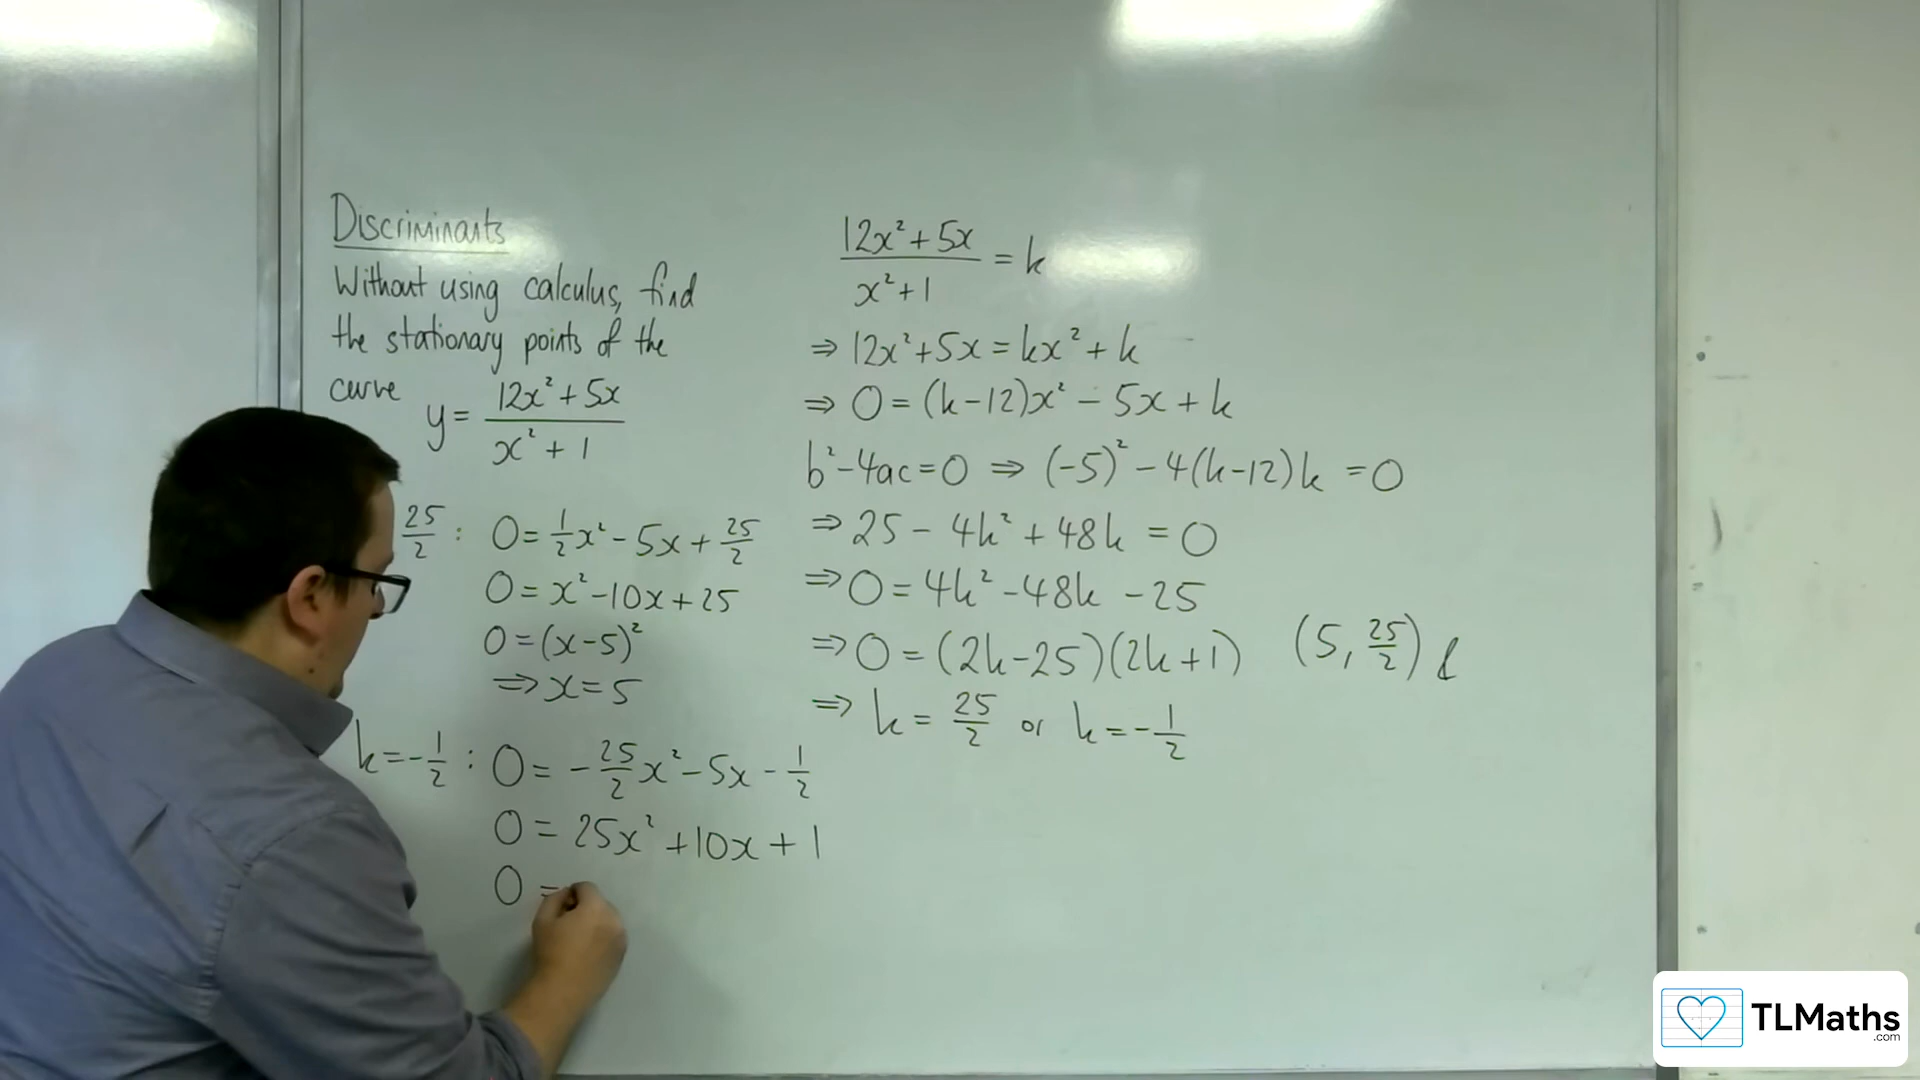 Discriminants
Without using calculus, find
the stationary points of the
curve y = (12x² + 5x)/(x² + 1)
25/2 : 0 = 1/2x² - 5x + 25/2
0 = x² - 10x + 25
0 = (x - 5)²
⇒ x = 5
k = -1/2 : 0 = -25/2x² - 5x - 1/2
0 = 25x² + 10x + 1
0 =
(12x² + 5x)/(x² + 1) = k
⇒ 12x² + 5x = kx² + k
⇒ 0 = (k - 12)x² - 5x + k
b² - 4ac = 0 ⇒ (-5)² - 4(k - 12)k = 0
⇒ 25 - 4k² + 48k = 0
⇒ 0 = 4k² - 48k - 25
⇒ 0 = (2k - 25)(2k + 1)
⇒ k = 25/2 or k = -1/2
(5, 25/2)
TLMaths
.com